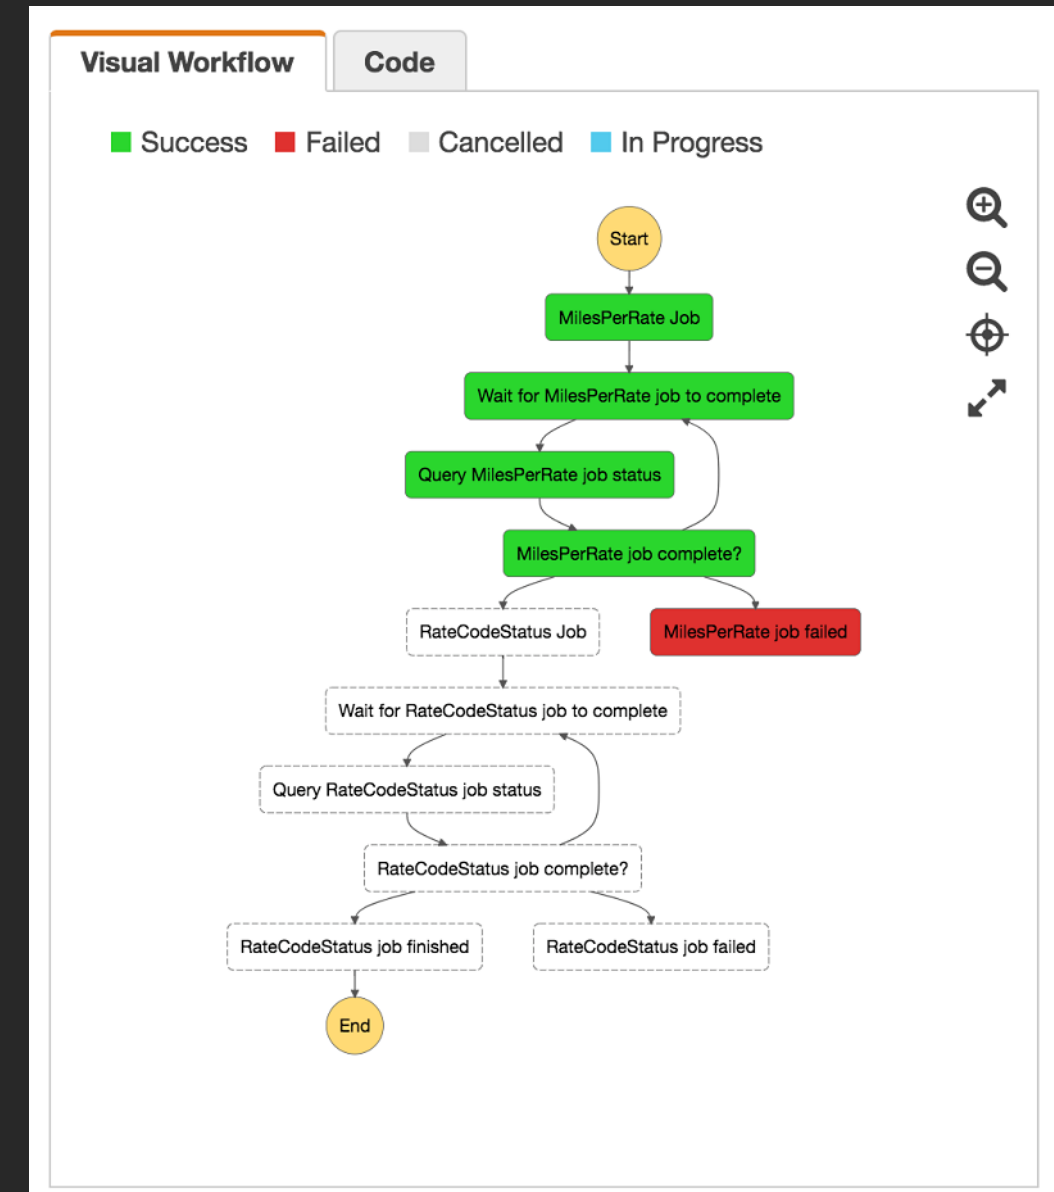 Visual Workflow
Code
Success
Failed
Cancelled
In Progress
Start
MilesPerRate Job
Wait for MilesPerRate job to complete
Query MilesPerRate job status
MilesPerRate job complete?
RateCodeStatus Job
MilesPerRate job failed
Wait for RateCodeStatus job to complete
Query RateCodeStatus job status
RateCodeStatus job complete?
RateCodeStatus job finished
RateCodeStatus job failed
End